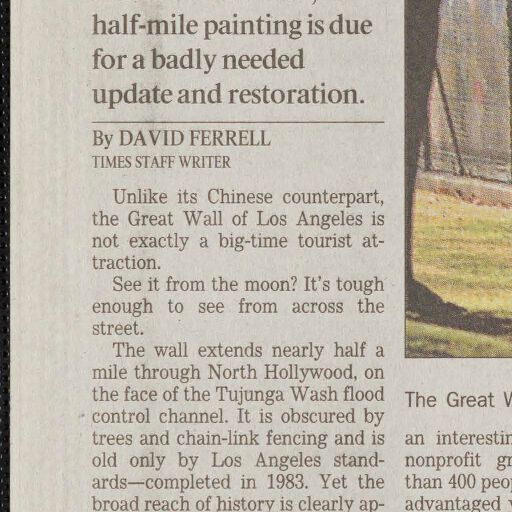 half-mile painting is due
for a badly needed
update and restoration.
By DAVID FERRELL
TIMES STAFF WRITER
Unlike its Chinese counterpart,
the Great Wall of Los Angeles is
not exactly a big-time tourist at-
traction.
See it from the moon? It's tough
enough to see from across the
street.
The wall extends nearly half a
mile through North Hollywood, on
the face of the Tujunga Wash flood
control channel. It is obscured by
trees and chain-link fencing and is
old only by Los Angeles stand-
ards—completed in 1983. Yet the
broad reach of history is clearly ap-
The Great
an
nonprofit
than 400
advantaged